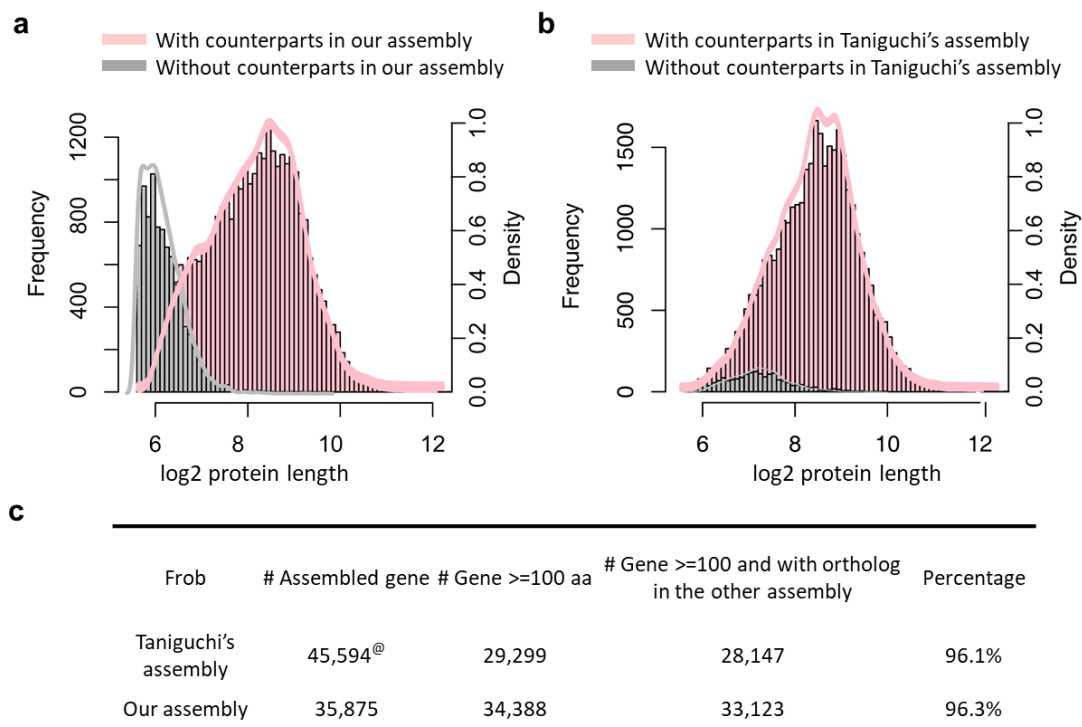 a
With counterparts in our assembly
Without counterparts in our assembly
Frequency
0
400
800
1200
Density
0.0
0.2
0.4
0.6
0.8
1.0
6
8
10
12
log2 protein length
b
With counterparts in Taniguchi's assembly
Without counterparts in Taniguchi's assembly
Frequency
0
500
1000
1500
Density
0.0
0.2
0.4
0.6
0.8
1.0
6
8
10
12
log2 protein length
c
Frob # Assembled gene # Gene >=100 aa # Gene >=100 and with ortholog in the other assembly Percentage
Taniguchi's assembly 45,594@ 29,299 28,147 96.1%
Our assembly 35,875 34,388 33,123 96.3%